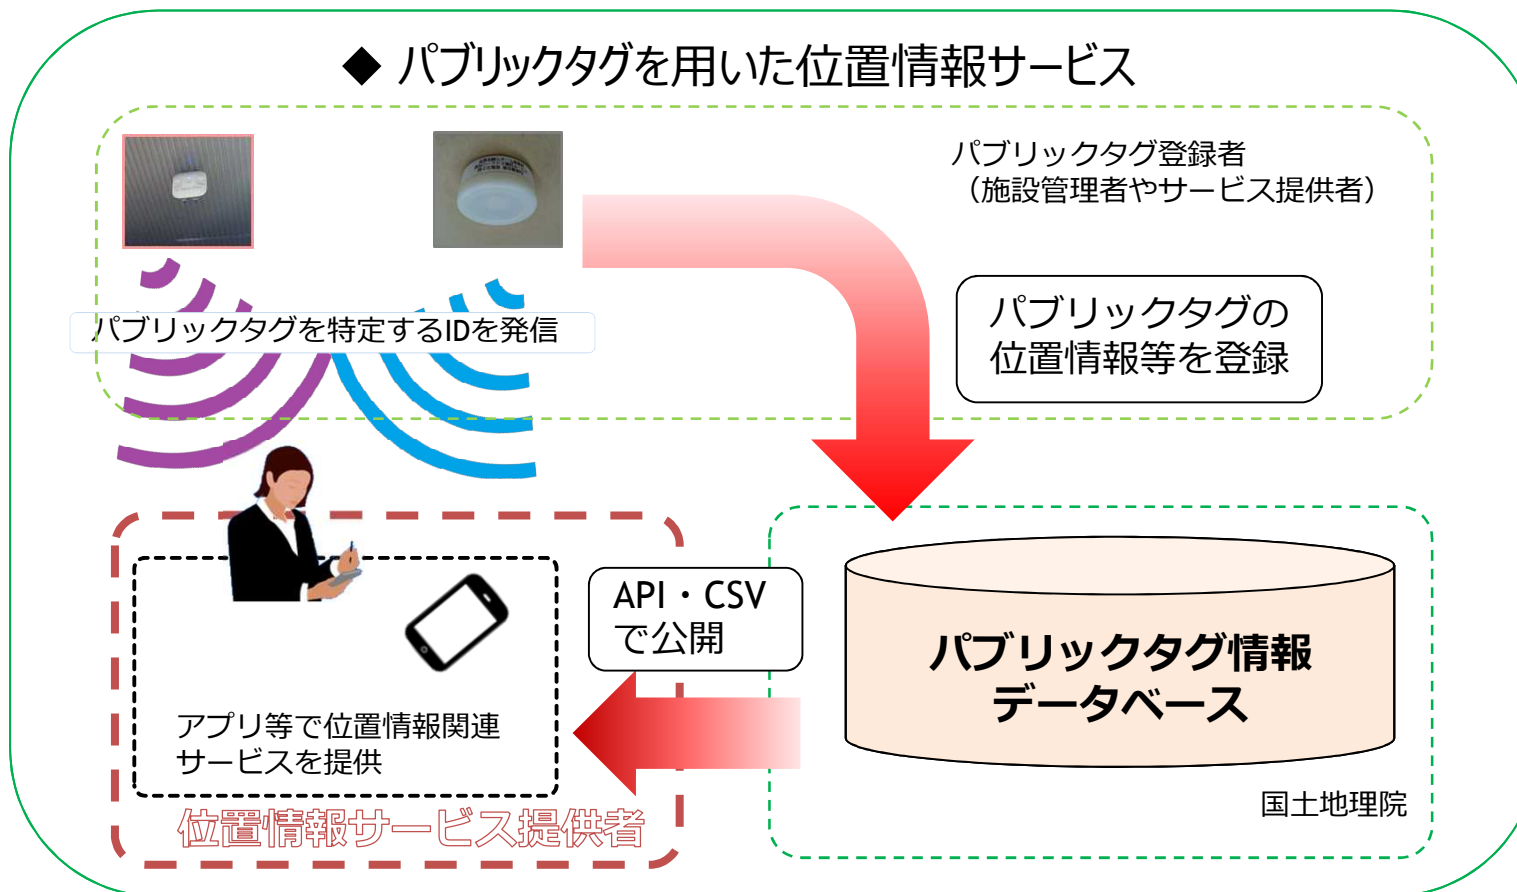 ◆ パブリックタグを用いた位置情報サービス
パブリックタグ登録者
（施設管理者やサービス提供者）
パブリックタグを特定するIDを発信
パブリックタグの
位置情報等を登録
API・CSV
で公開
パブリックタグ情報
データベース
アプリ等で位置情報関連
サービスを提供
国土地理院
位置情報サービス提供者